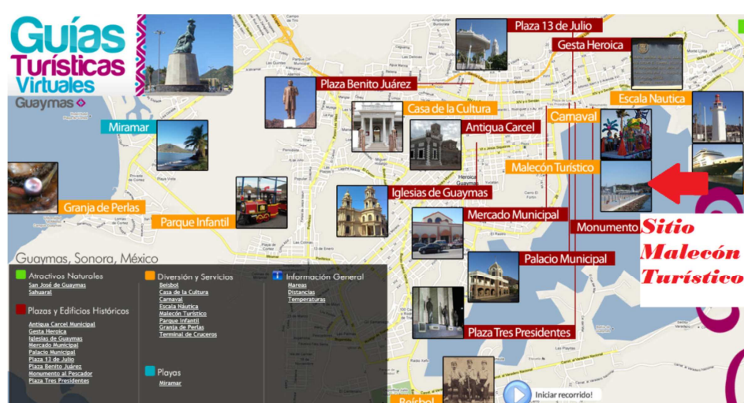 Guías
Turísticas
Virtuales
Guaymas
Plaza 13 de Julio
Gesta Heroica
Plaza Benito Juárez
Casa de la Cultura
Escala Nautica
Carnaval
Antigua Carcel
Miramar
Malecón Turístico
Heroica
Guaymas
Iglesias de Guaymas
Granja de Perlas
Parque Infantil
Mercado Municipal
Monumento
Sitio
Malecón
Turístico
Palacio Municipal
Plaza Tres Presidentes
Beísbol
Iniciar recorrido!
Guaymas, Sonora, México
Atractivos Naturales
San José de Guaymas
Sahuaral
Plazas y Edificios Históricos
Antigua Carcel Municipal
Gesta Heroica
Iglesias de Guaymas
Mercado Municipal
Palacio Municipal
Plaza 13 de Julio
Plaza Benito Juárez
Monumento al Pescador
Plaza Tres Presidentes
Diversión y Servicios
Beisbol
Casa de la Cultura
Carnaval
Escala Náutica
Malecón Turístico
Parque Infantil
Granja de Perlas
Terminal de Cruceros
Playas
Miramar
Información General
Mareas
Distancias
Temperaturas